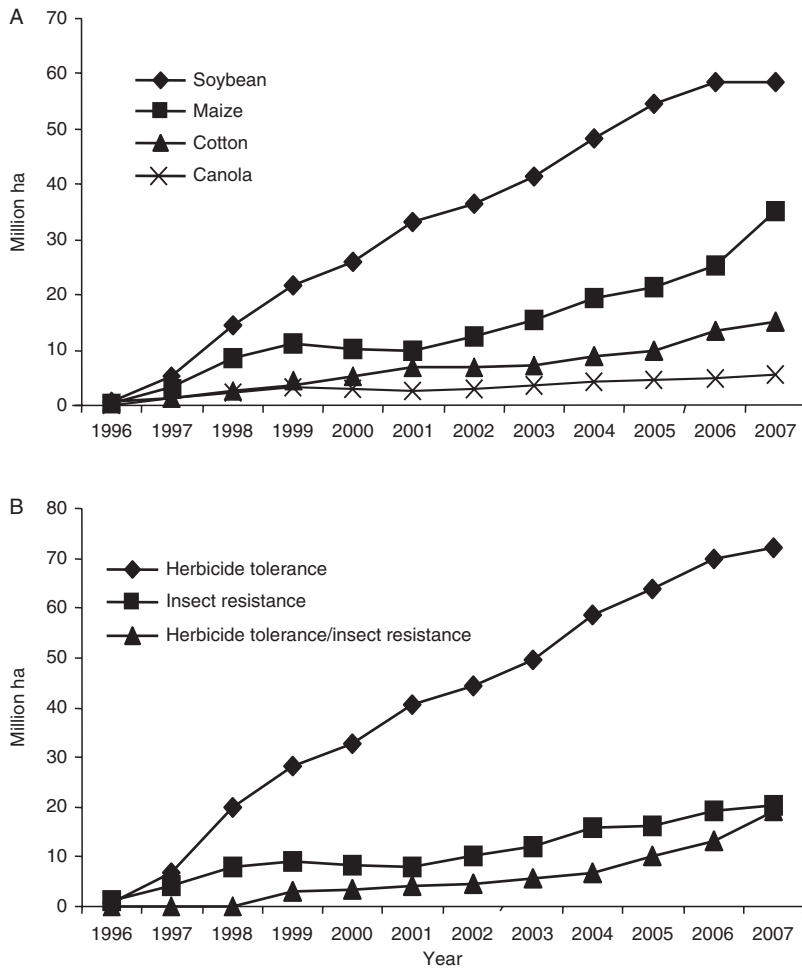 A
70
60
50
40
30
20
10
0
Million ha
Soybean
Maize
Cotton
Canola
1996 1997 1998 1999 2000 2001 2002 2003 2004 2005 2006 2007
B
80
70
60
50
40
30
20
10
0
Million ha
Herbicide tolerance
Insect resistance
Herbicide tolerance/insect resistance
1996 1997 1998 1999 2000 2001 2002 2003 2004 2005 2006 2007
Year